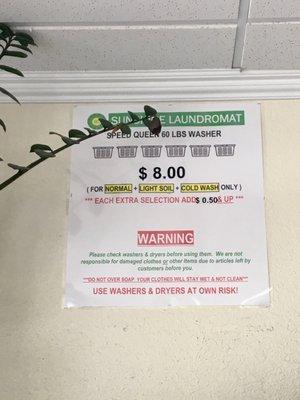 LAUNDROMAT
SPEED QUEEN 60 LBS WASHER
$ 8.00
( FOR NORMAL + LIGHT SOIL + COLD WASH ONLY )
*** EACH EXTRA SELECTION ADD $ 0.50 & UP ***
WARNING
Please check washers & dryers before using them. We are not
responsible for damaged clothes or other items due to articles left by
customers before you.
***DO NOT OVER SOAP. YOUR CLOTHES WILL STAY WET & NOT CLEAN***
USE WASHERS & DRYERS AT OWN RISK!